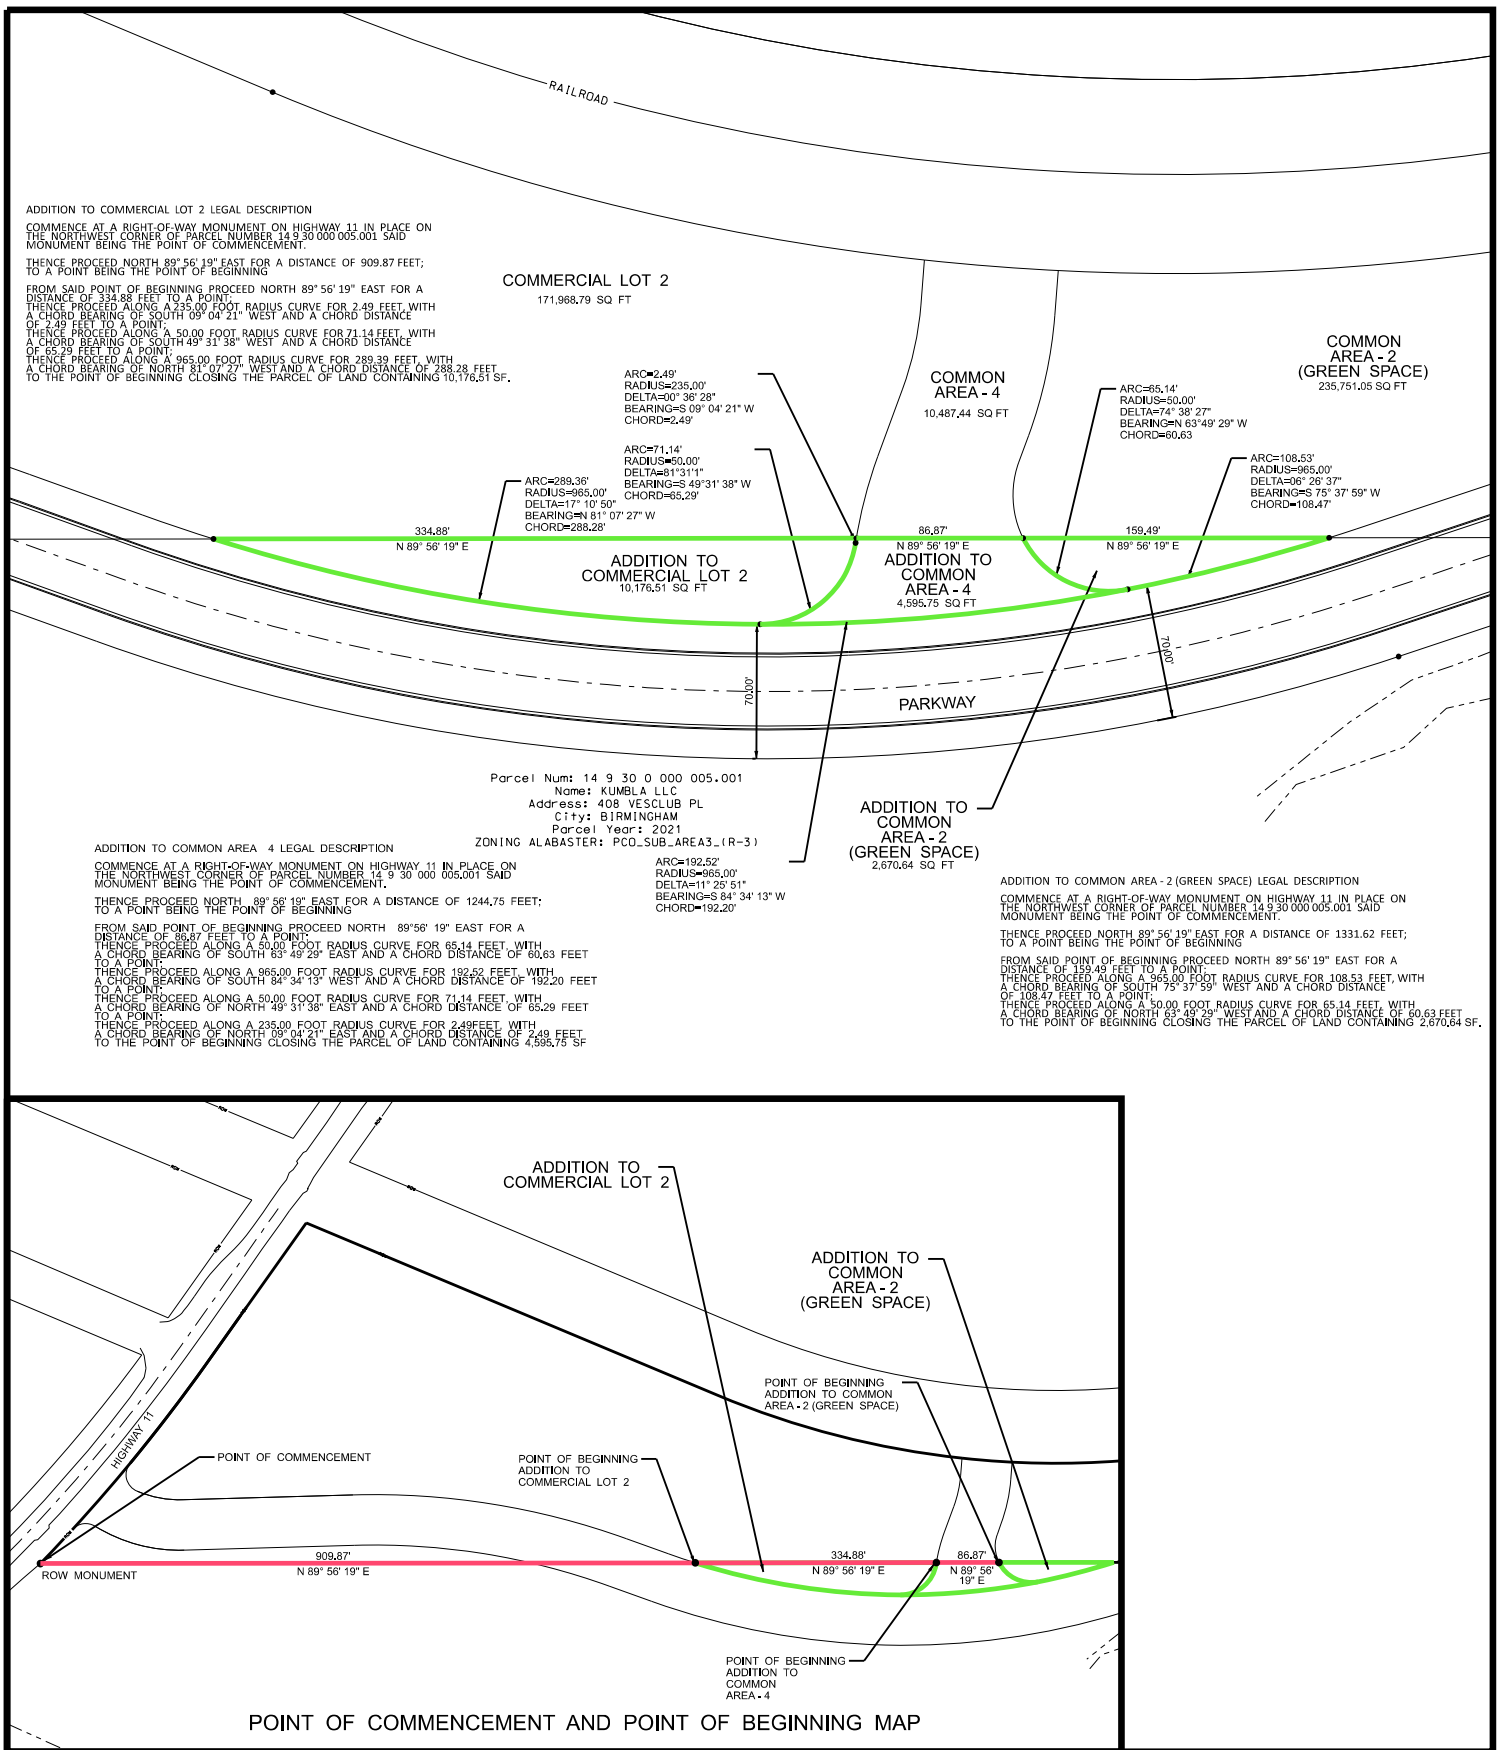 RAILROAD
ADDITION TO COMMERCIAL LOT 2 LEGAL DESCRIPTION
COMMENCE AT A RIGHT-OF-WAY MONUMENT ON HIGHWAY 11 IN PLACE ON
THE NORTHWEST CORNER OF PARCEL NUMBER 14 9 30 000 005.001 SAID
MONUMENT BEING THE POINT OF COMMENCEMENT.
THENCE PROCEED NORTH 89° 56' 19" EAST FOR A DISTANCE OF 909.87 FEET;
TO A POINT BEING THE POINT OF BEGINNING
FROM SAID POINT OF BEGINNING PROCEED NORTH 89° 56' 19" EAST FOR A
DISTANCE OF 334.88 FEET TO A POINT;
THENCE PROCEED ALONG A 235.00 FOOT RADIUS CURVE FOR 2.49 FEET, WITH
A CHORD BEARING OF SOUTH 09° 04' 21" WEST AND A CHORD DISTANCE
OF 2.49 FEET TO A POINT;
THENCE PROCEED ALONG A 50.00 FOOT RADIUS CURVE FOR 71.14 FEET, WITH
A CHORD BEARING OF SOUTH 49° 31' 38" WEST AND A CHORD DISTANCE
OF 65.29 FEET TO A POINT;
THENCE PROCEED ALONG A 965.00 FOOT RADIUS CURVE FOR 289.39 FEET, WITH
A CHORD BEARING OF NORTH 81° 07' 27" WEST AND A CHORD DISTANCE OF 288.28 FEET
TO THE POINT OF BEGINNING CLOSING THE PARCEL OF LAND CONTAINING 10,176.51 SF.
COMMERCIAL LOT 2
171,968.79 SQ FT
COMMON
AREA - 4
10,487.44 SQ FT
COMMON
AREA - 2
(GREEN SPACE)
235,751.05 SQ FT
ARC=2.49'
RADIUS=235.00'
DELTA=00° 36' 28"
BEARING=S 09° 04' 21" W
CHORD=2.49'
ARC=71.14'
RADIUS=50.00'
DELTA=81°31'1"
BEARING=S 49°31' 38" W
CHORD=65.29'
ARC=289.36'
RADIUS=965.00'
DELTA=17° 10' 50"
BEARING=N 81° 07' 27" W
CHORD=288.28'
ARC=65.14'
RADIUS=50.00'
DELTA=74° 38' 27"
BEARING=N 63°49' 29" W
CHORD=60.63
ARC=108.53'
RADIUS=965.00'
DELTA=06° 26' 37"
BEARING=S 75° 37' 59" W
CHORD=108.47'
334.88'
N 89° 56' 19" E
86.87'
N 89° 56' 19" E
159.49'
N 89° 56' 19" E
ADDITION TO
COMMERCIAL LOT 2
10,176.51 SQ FT
ADDITION TO
COMMON
AREA - 4
4,595.75 SQ FT
70.00'
70.00'
PARKWAY
Parcel Num: 14 9 30 0 000 005.001
Name: KUMBLA LLC
Address: 408 VESCLUB PL
City: BIRMINGHAM
Parcel Year: 2021
ZONING ALABASTER: PCO_SUB_AREA3_(R-3)
ARC=192.52'
RADIUS=965.00'
DELTA=11° 25' 51"
BEARING=S 84° 34' 13" W
CHORD=192.20'
ADDITION TO
COMMON
AREA - 2
(GREEN SPACE)
2,670.64 SQ FT
ADDITION TO COMMON AREA 4 LEGAL DESCRIPTION
COMMENCE AT A RIGHT-OF-WAY MONUMENT ON HIGHWAY 11 IN PLACE ON
THE NORTHWEST CORNER OF PARCEL NUMBER 14 9 30 000 005.001 SAID
MONUMENT BEING THE POINT OF COMMENCEMENT.
THENCE PROCEED NORTH 89° 56' 19" EAST FOR A DISTANCE OF 1244.75 FEET;
TO A POINT BEING THE POINT OF BEGINNING
FROM SAID POINT OF BEGINNING PROCEED NORTH 89°56' 19" EAST FOR A
DISTANCE OF 86.87 FEET TO A POINT;
THENCE PROCEED ALONG A 50.00 FOOT RADIUS CURVE FOR 65.14 FEET, WITH
A CHORD BEARING OF SOUTH 63° 49' 29" EAST AND A CHORD DISTANCE OF 60.63 FEET
TO A POINT;
THENCE PROCEED ALONG A 965.00 FOOT RADIUS CURVE FOR 192.52 FEET, WITH
A CHORD BEARING OF SOUTH 84° 34' 13" WEST AND A CHORD DISTANCE OF 192.20 FEET
TO A POINT;
THENCE PROCEED ALONG A 50.00 FOOT RADIUS CURVE FOR 71.14 FEET, WITH
A CHORD BEARING OF NORTH 49° 31' 38" EAST AND A CHORD DISTANCE OF 65.29 FEET
TO A POINT;
THENCE PROCEED ALONG A 235.00 FOOT RADIUS CURVE FOR 2.49FEET, WITH
A CHORD BEARING OF NORTH 09° 04' 21" EAST AND A CHORD DISTANCE OF 2.49 FEET
TO THE POINT OF BEGINNING CLOSING THE PARCEL OF LAND CONTAINING 4,595.75 SF
ADDITION TO COMMON AREA - 2 (GREEN SPACE) LEGAL DESCRIPTION
COMMENCE AT A RIGHT-OF-WAY MONUMENT ON HIGHWAY 11 IN PLACE ON
THE NORTHWEST CORNER OF PARCEL NUMBER 14 9 30 000 005.001 SAID
MONUMENT BEING THE POINT OF COMMENCEMENT.
THENCE PROCEED NORTH 89° 56' 19" EAST FOR A DISTANCE OF 1331.62 FEET;
TO A POINT BEING THE POINT OF BEGINNING
FROM SAID POINT OF BEGINNING PROCEED NORTH 89° 56' 19" EAST FOR A
DISTANCE OF 159.49 FEET TO A POINT;
THENCE PROCEED ALONG A 965.00 FOOT RADIUS CURVE FOR 108.53 FEET, WITH
A CHORD BEARING OF SOUTH 75° 37' 59" WEST AND A CHORD DISTANCE
OF 108.47 FEET TO A POINT;
THENCE PROCEED ALONG A 50.00 FOOT RADIUS CURVE FOR 65.14 FEET, WITH
A CHORD BEARING OF NORTH 63° 49' 29" WEST AND A CHORD DISTANCE OF 60.63 FEET
TO THE POINT OF BEGINNING CLOSING THE PARCEL OF LAND CONTAINING 2,670.64 SF.
ADDITION TO
COMMERCIAL LOT 2
ADDITION TO
COMMON
AREA - 2
(GREEN SPACE)
POINT OF BEGINNING
ADDITION TO COMMON
AREA - 2 (GREEN SPACE)
HIGHWAY 11
POINT OF COMMENCEMENT
POINT OF BEGINNING
ADDITION TO
COMMERCIAL LOT 2
ROW MONUMENT
909.87'
N 89° 56' 19" E
334.88'
N 89° 56' 19" E
86.87'
N 89° 56'
19" E
POINT OF BEGINNING
ADDITION TO
COMMON
AREA - 4
POINT OF COMMENCEMENT AND POINT OF BEGINNING MAP